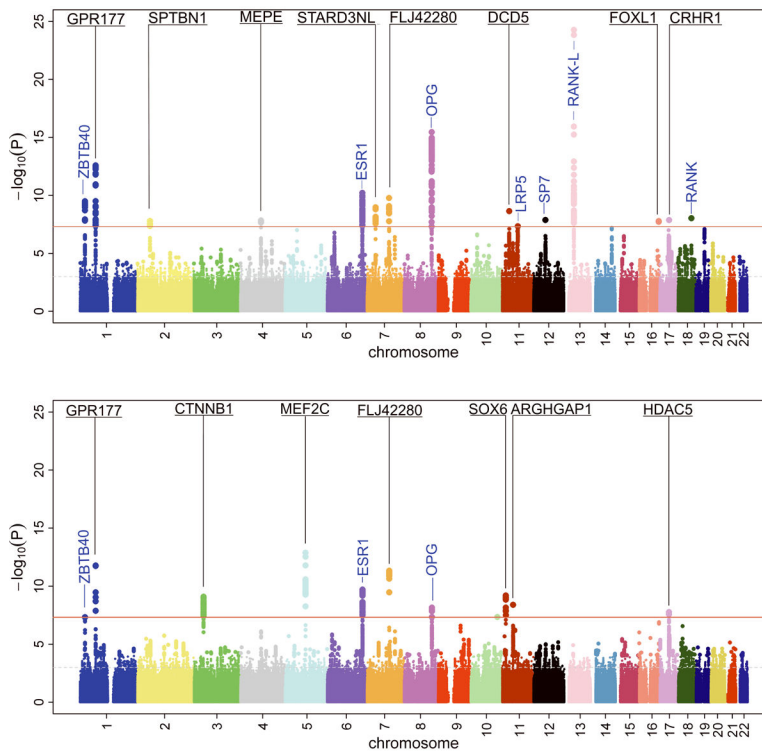 GPR177 SPTBN1 MEPE STARD3NL FLJ42280 DCD5 FOXL1 CRHR1
ZBTB40
ESR1
OPG
LRP5
SP7
RANK-L
RANK
−log10(P)
25
20
15
10
5
0
1 2 3 4 5 6 7 8 9 10 11 12 13 14 15 16 17 18 19 20 21 22
chromosome
GPR177 CTNNB1 MEF2C FLJ42280 SOX6 ARGHGAP1 HDAC5
ZBTB40
ESR1
OPG
−log10(P)
25
20
15
10
5
0
1 2 3 4 5 6 7 8 9 10 11 12 13 14 15 16 17 18 19 20 21 22
chromosome